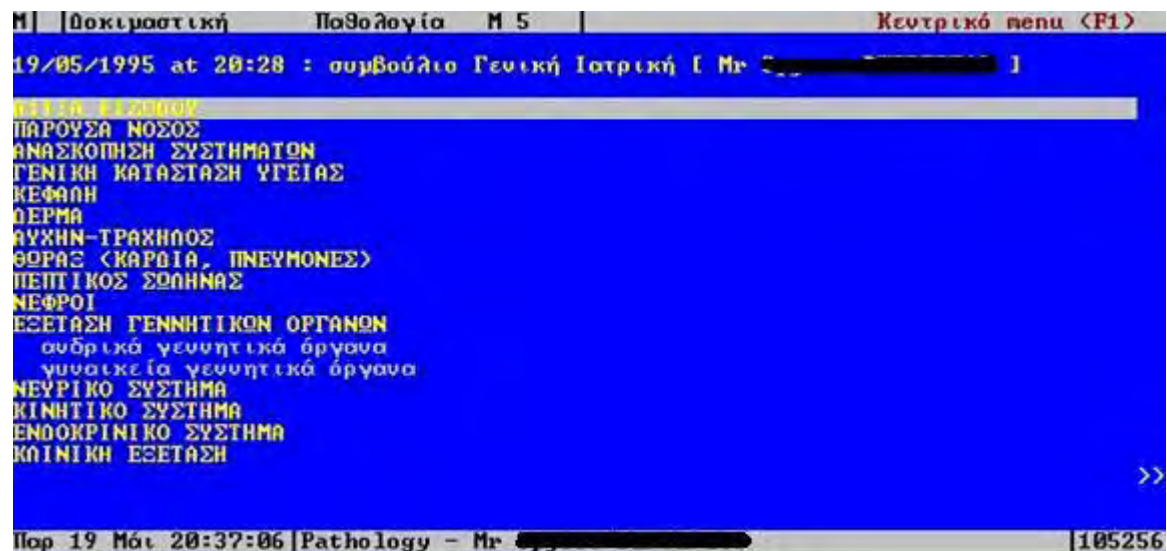 Μ| |Δοκιμαστική Παθολογία Μ 5 | Κεντρικό menu <F1>
19/05/1995 at 20:28 : συμβούλιο Γενική Ιατρική [ Mr ]
ΑΙΤΙΑ ΕΙΣΟΔΟΥ
ΠΑΡΟΥΣΑ ΝΟΣΟΣ
ΑΝΑΣΚΟΠΗΣΗ ΣΥΣΤΗΜΑΤΩΝ
ΓΕΝΙΚΗ ΚΑΤΑΣΤΑΣΗ ΥΓΕΙΑΣ
ΚΕΦΑΛΗ
ΔΕΡΜΑ
ΑΥΧΗΝ-ΤΡΑΧΗΛΟΣ
ΘΩΡΑΞ <ΚΑΡΔΙΑ, ΠΝΕΥΜΟΝΕΣ>
ΠΕΠΤΙΚΟΣ ΣΩΛΗΝΑΣ
ΝΕΦΡΟΙ
ΕΞΕΤΑΣΗ ΓΕΝΝΗΤΙΚΩΝ ΟΡΓΑΝΩΝ
ανδρικά γεννητικά όργανα
γυναικεία γεννητικά όργανα
ΝΕΥΡΙΚΟ ΣΥΣΤΗΜΑ
ΚΙΝΗΤΙΚΟ ΣΥΣΤΗΜΑ
ΕΝΔΟΚΡΙΝΙΚΟ ΣΥΣΤΗΜΑ
ΚΛΙΝΙΚΗ ΕΞΕΤΑΣΗ
>>
Παρ 19 Μάι 20:37:06|Pathology - Mr |105256